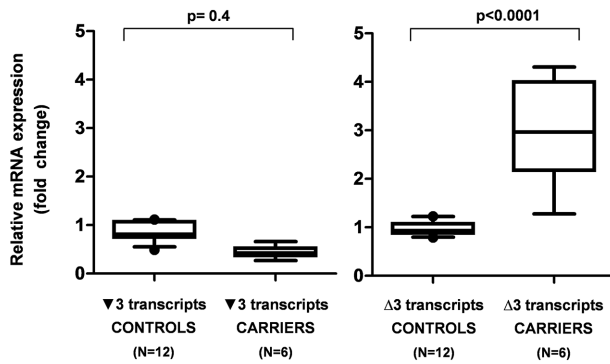 p= 0.4
p<0.0001
Relative mRNA expression
(fold change)
5
4
3
2
1
0
5
4
3
2
1
0
▼3 transcripts
CONTROLS
(N=12)
▼3 transcripts
CARRIERS
(N=6)
Δ3 transcripts
CONTROLS
(N=12)
Δ3 transcripts
CARRIERS
(N=6)